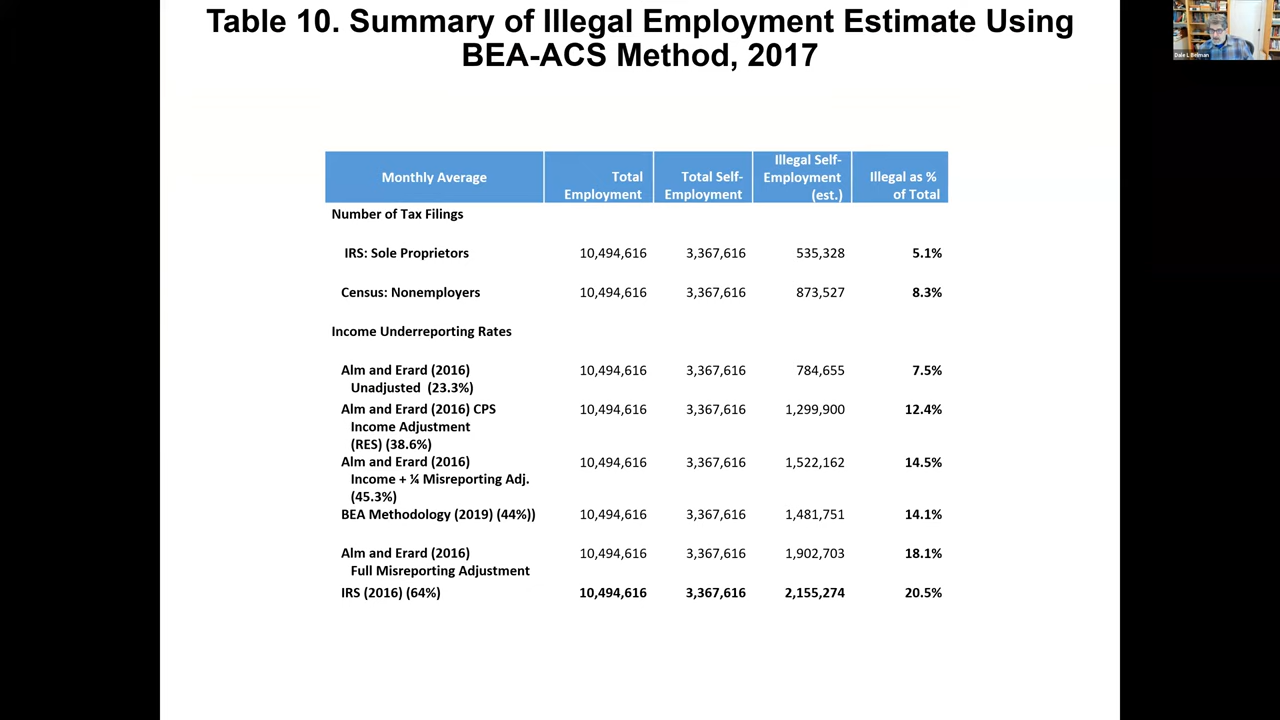 Table 10. Summary of Illegal Employment Estimate Using
BEA-ACS Method, 2017
Dale L Belman
Monthly Average
Total
Employment
Total Self-
Employment
Illegal Self-
Employment
(est.)
Illegal as %
of Total
Number of Tax Filings
IRS: Sole Proprietors 10,494,616 3,367,616 535,328 5.1%
Census: Nonemployers 10,494,616 3,367,616 873,527 8.3%
Income Underreporting Rates
Alm and Erard (2016) 10,494,616 3,367,616 784,655 7.5%
Unadjusted (23.3%)
Alm and Erard (2016) CPS 10,494,616 3,367,616 1,299,900 12.4%
Income Adjustment
(RES) (38.6%)
Alm and Erard (2016) 10,494,616 3,367,616 1,522,162 14.5%
Income + ¼ Misreporting Adj.
(45.3%)
BEA Methodology (2019) (44%)) 10,494,616 3,367,616 1,481,751 14.1%
Alm and Erard (2016) 10,494,616 3,367,616 1,902,703 18.1%
Full Misreporting Adjustment
IRS (2016) (64%) 10,494,616 3,367,616 2,155,274 20.5%